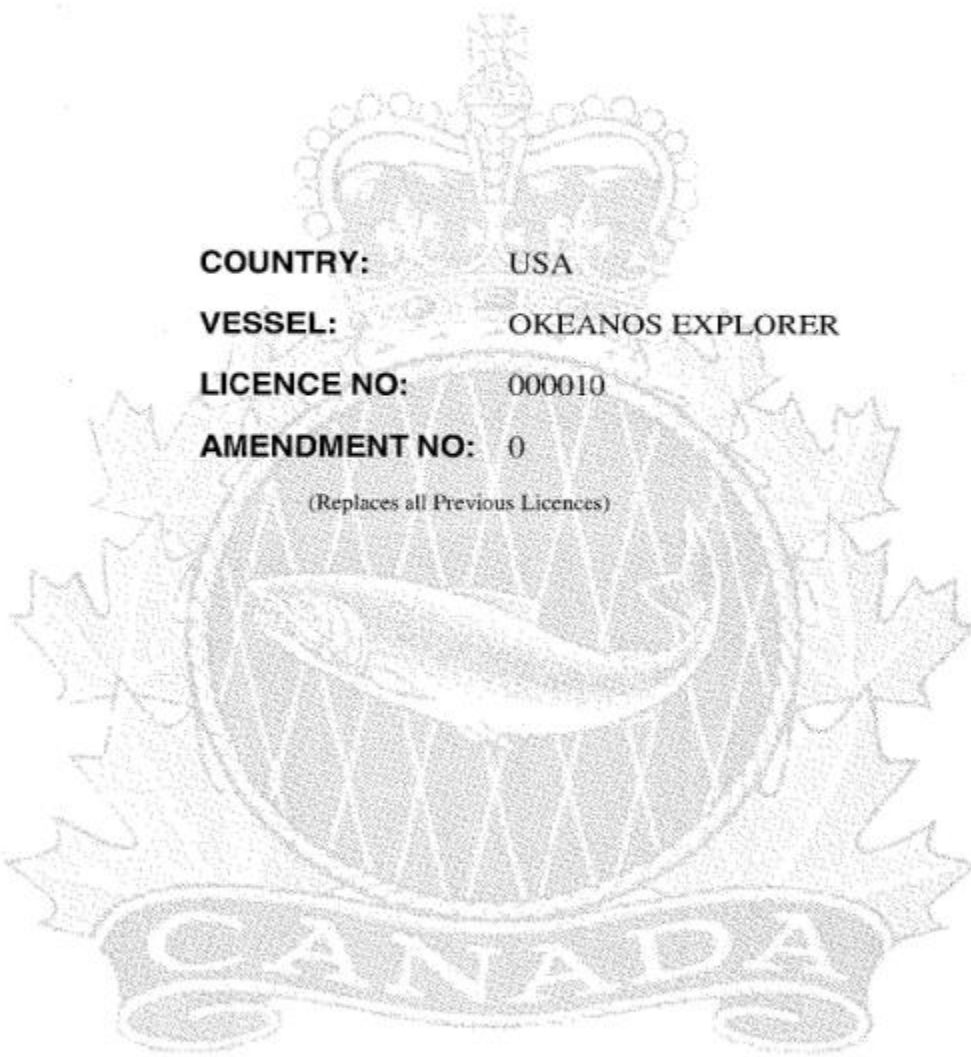 COUNTRY: USA
VESSEL: OKEANOS EXPLORER
LICENCE NO: 000010
AMENDMENT NO: 0
(Replaces all Previous Licences)
CANADA